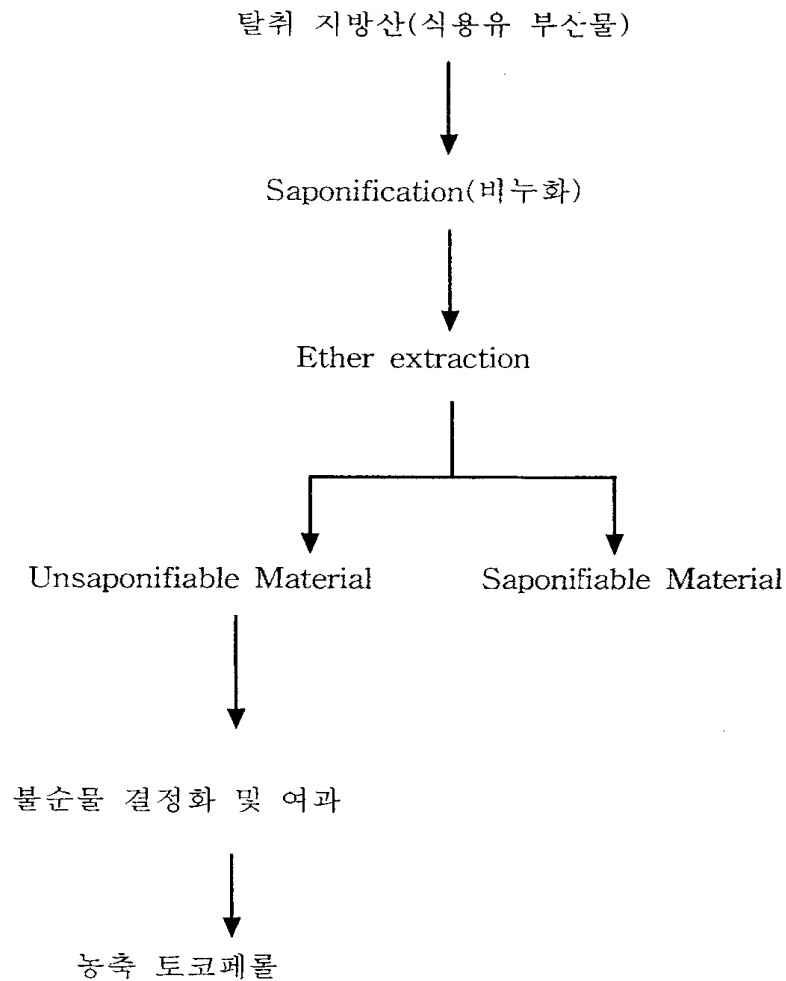 탈취 지방산(식용유 부산물)
Saponification(비누화)
Ether extraction
Unsaponifiable Material
Saponifiable Material
불순물 결정화 및 여과
농축 토코페롤